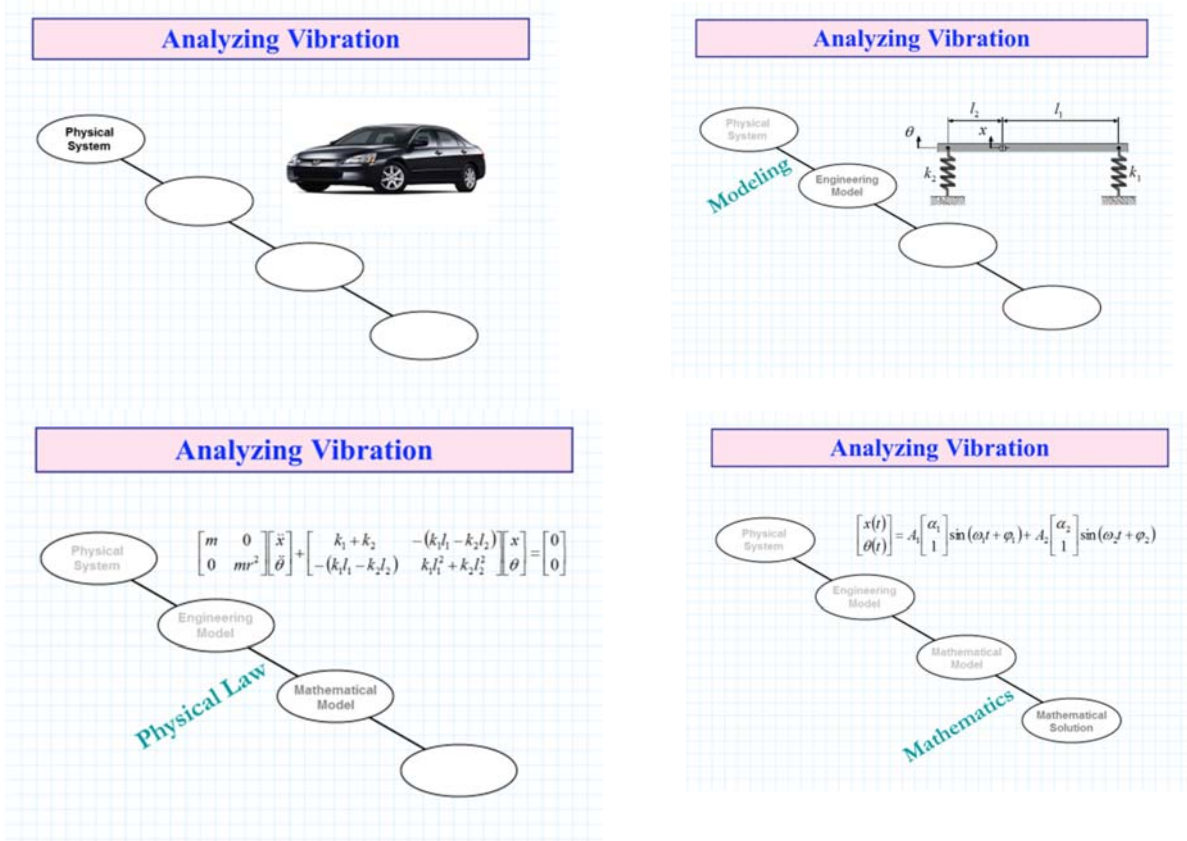 Analyzing Vibration
Physical
System
Analyzing Vibration
Physical
System
Modeling
Engineering
Model
l₂ l₁
θ x
k₂ k₁
Analyzing Vibration
[m 0; 0 mr²][ẍ; θ̈] + [k₁ + k₂ −(k₁l₁ − k₂l₂); −(k₁l₁ − k₂l₂) k₁l₁² + k₂l₂²][x; θ] = [0; 0]
Physical
System
Engineering
Model
Physical Law
Mathematical
Model
Analyzing Vibration
[x(t); θ(t)] = A₁[α₁; 1] sin(ω₁t + φ₁) + A₂[α₂; 1] sin(ω₂t + φ₂)
Physical
System
Engineering
Model
Mathematical
Model
Mathematics
Mathematical
Solution